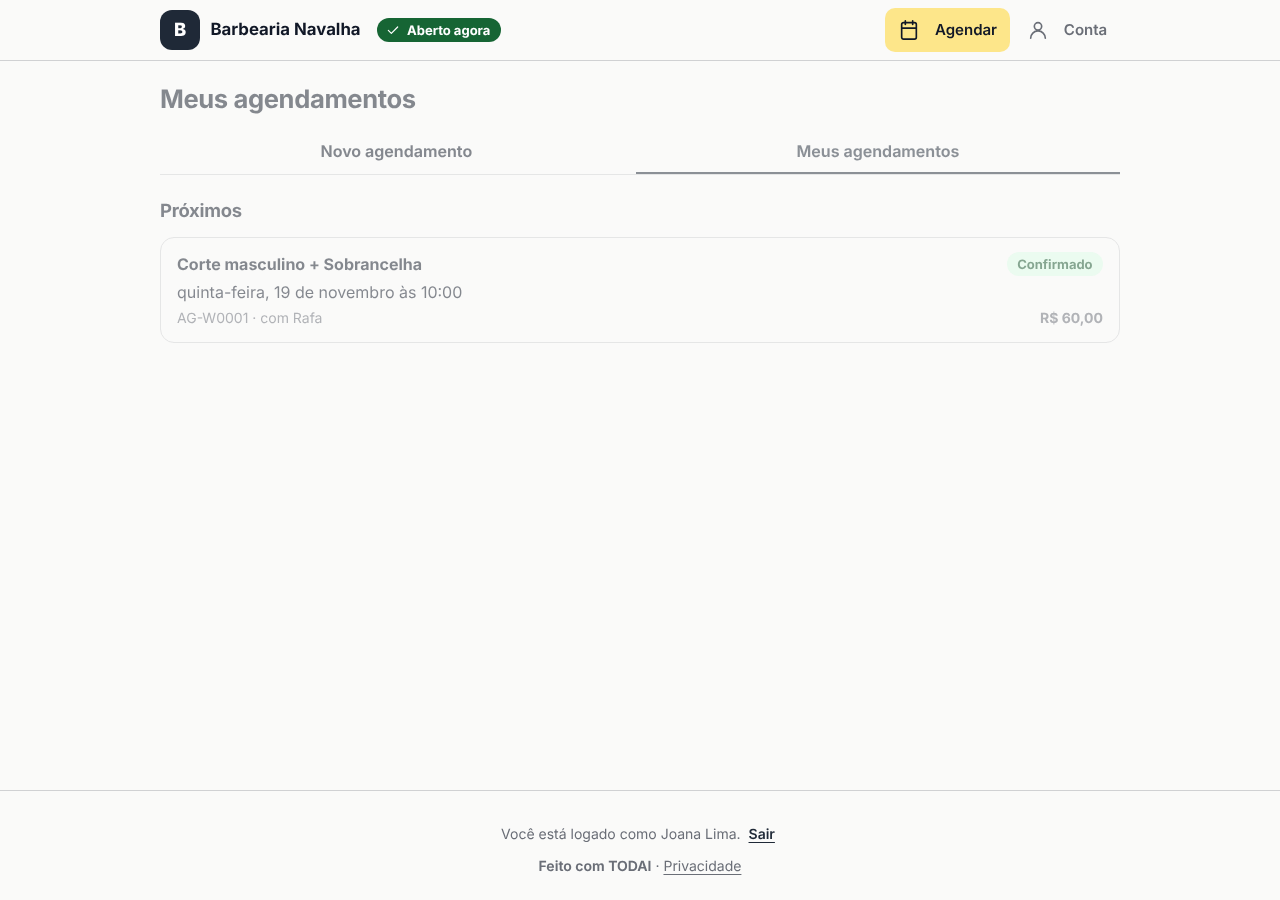 B Barbearia Navalha Aberto agora Agendar Conta
Meus agendamentos
Novo agendamento Meus agendamentos
Próximos
Corte masculino + Sobrancelha Confirmado
quinta-feira, 19 de novembro às 10:00
AG-W0001 · com Rafa R$ 60,00
Você está logado como Joana Lima. Sair
Feito com TODAI · Privacidade